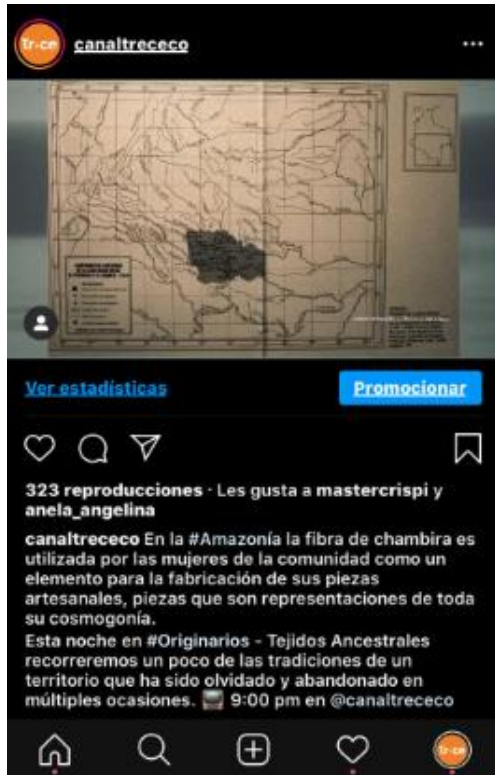 Tr-ce
canaltrececo
Ver estadísticas
Promocionar
323 reproducciones · Les gusta a mastercrispi y
anela_angelina
canaltrececo En la #Amazonía la fibra de chambira es
utilizada por las mujeres de la comunidad como un
elemento para la fabricación de sus piezas
artesanales, piezas que son representaciones de toda
su cosmogonía.
Esta noche en #Originarios - Tejidos Ancestrales
recorreremos un poco de las tradiciones de un
territorio que ha sido olvidado y abandonado en
múltiples ocasiones. 📺 9:00 pm en @canaltrececo
Tr-ce